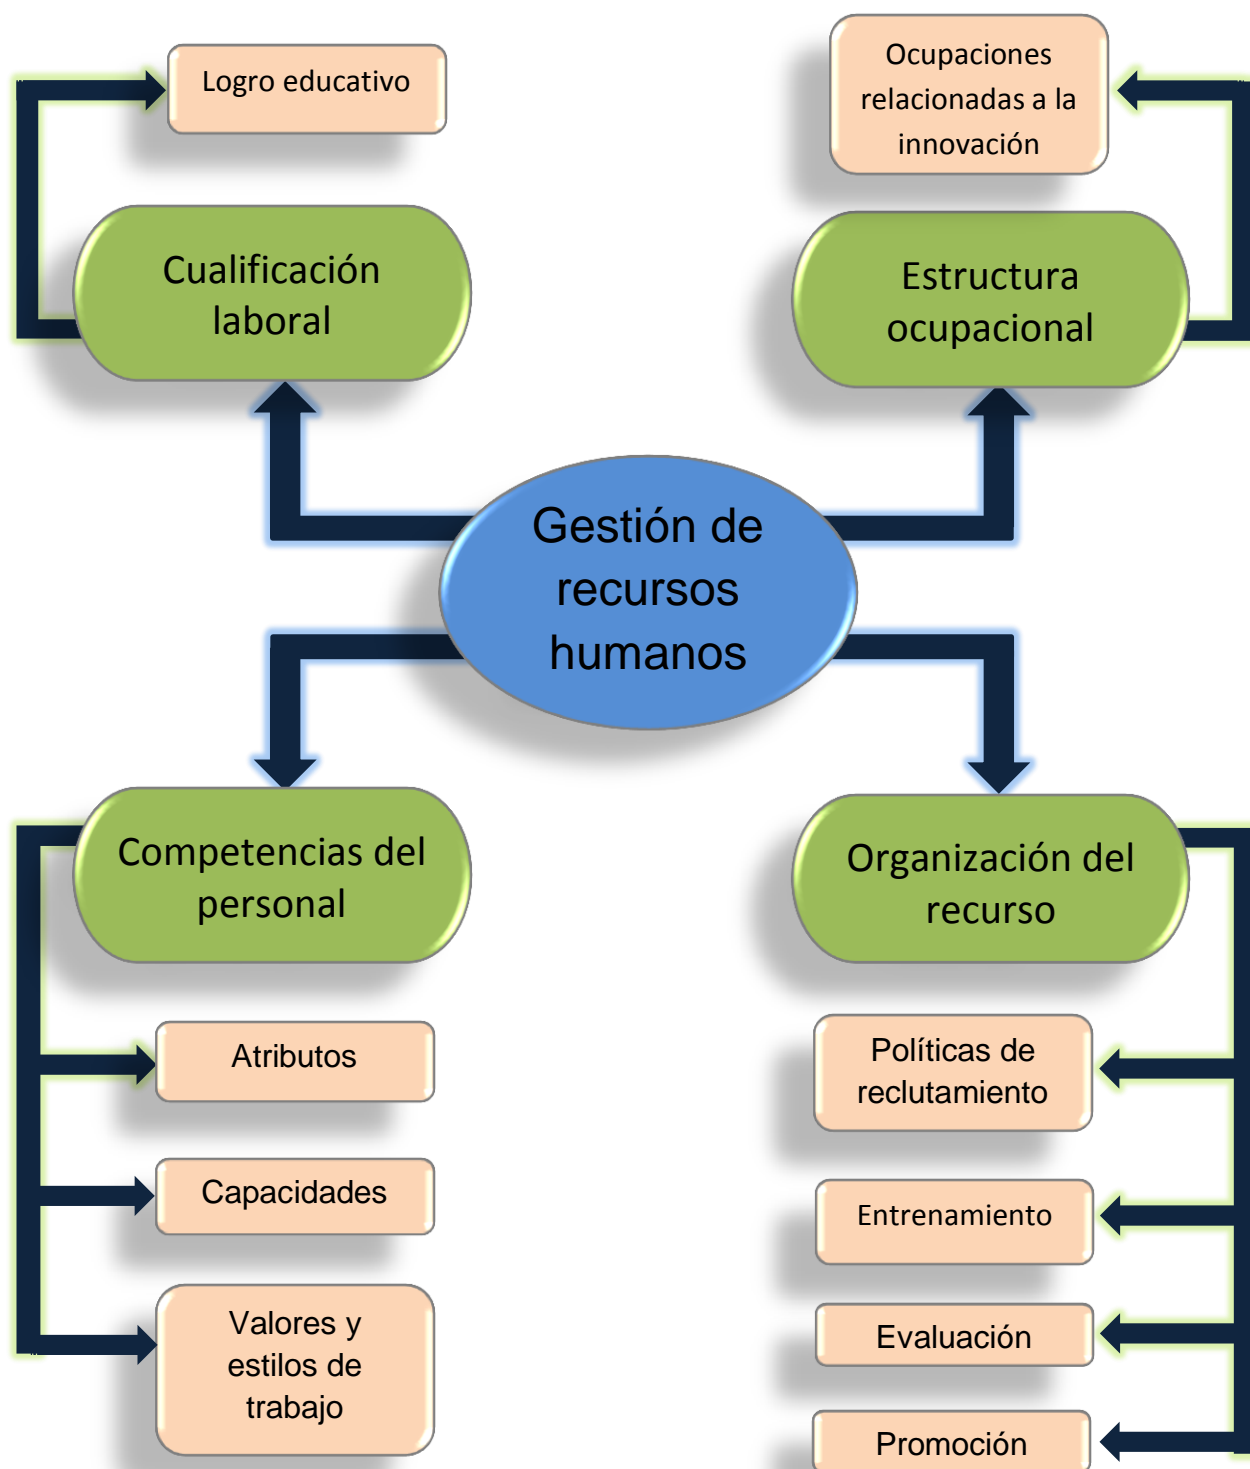 Logro educativo
Ocupaciones
relacionadas a la
innovación
Cualificación
laboral
Estructura
ocupacional
Gestión de
recursos
humanos
Competencias del
personal
Organización del
recurso
Atributos
Capacidades
Valores y
estilos de
trabajo
Políticas de
reclutamiento
Entrenamiento
Evaluación
Promoción